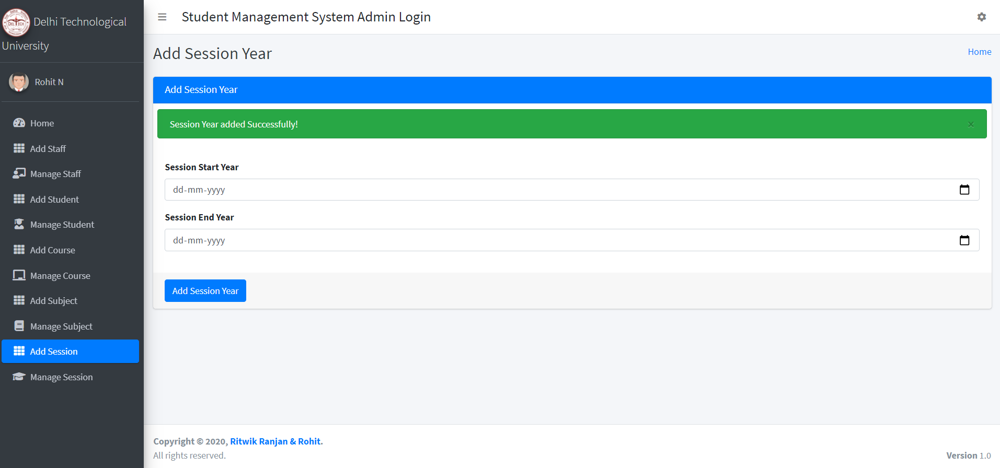 Delhi Technological
University
Rohit N
Home
Add Staff
Manage Staff
Add Student
Manage Student
Add Course
Manage Course
Add Subject
Manage Subject
Add Session
Manage Session
Student Management System Admin Login
Add Session Year
Home
Add Session Year
Session Year added Successfully!
×
Session Start Year
dd-mm-yyyy
Session End Year
dd-mm-yyyy
Add Session Year
Copyright © 2020, Ritwik Ranjan & Rohit.
All rights reserved.
Version 1.0